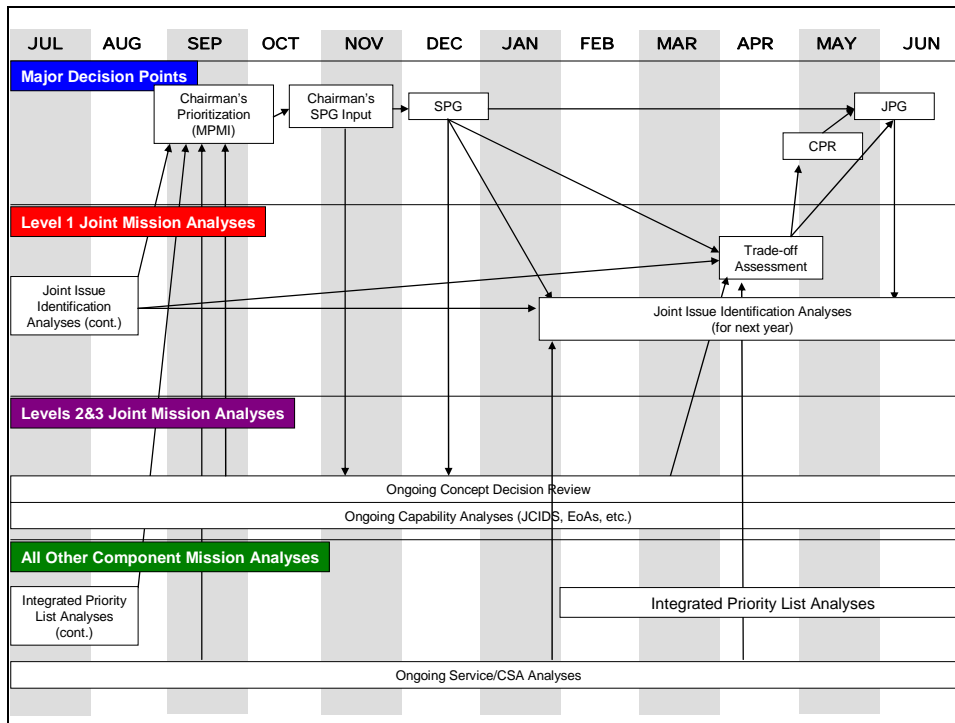 JUL AUG SEP OCT NOV DEC JAN FEB MAR APR MAY JUN
Major Decision Points
Chairman's
Prioritization
(MPMI)
Chairman's
SPG Input
SPG
JPG
CPR
Level 1 Joint Mission Analyses
Trade-off
Assessment
Joint Issue
Identification
Analyses (cont.)
Joint Issue Identification Analyses
(for next year)
Levels 2&3 Joint Mission Analyses
Ongoing Concept Decision Review
Ongoing Capability Analyses (JCIDS, EoAs, etc.)
All Other Component Mission Analyses
Integrated Priority
List Analyses
(cont.)
Integrated Priority List Analyses
Ongoing Service/CSA Analyses